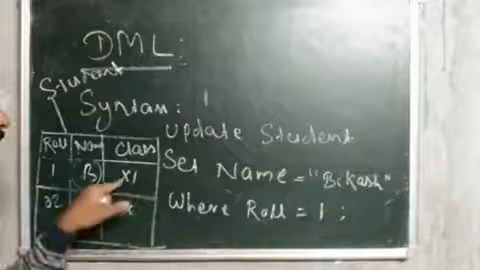 DML:
Student
Syntax:
Update Student
Set Name = "Bikash"
Where Roll = 1 ;
Roll Name Class
1 B XI
32